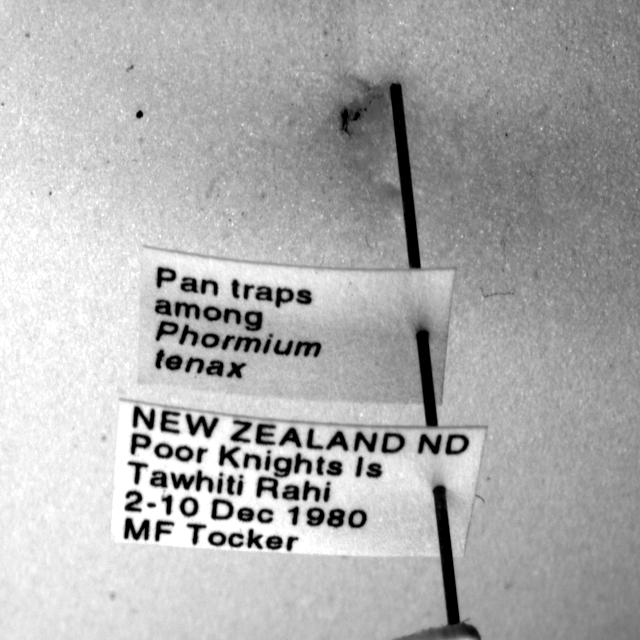 Pan traps
among
Phormium
tenax
NEW ZEALAND ND
Poor Knights Is
Tawhiti Rahi
2-10 Dec 1980
MF Tocker